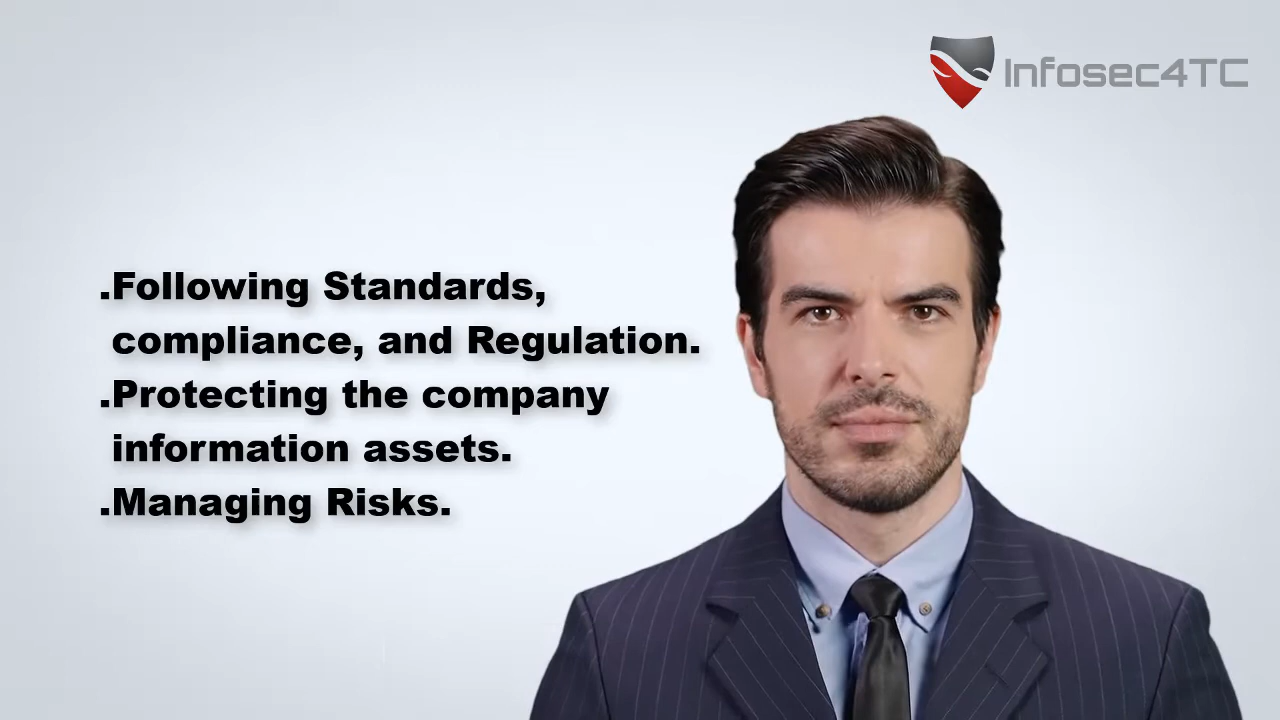 Infosec4TC
.Following Standards,
compliance, and Regulation.
.Protecting the company
information assets.
.Managing Risks.